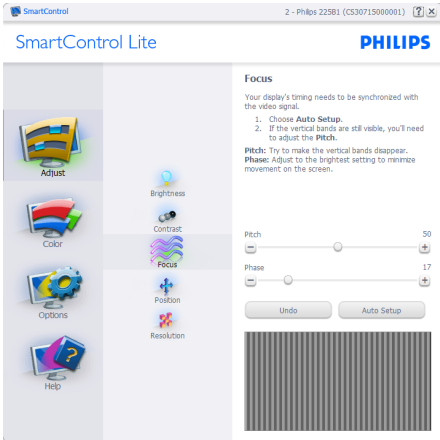 SmartControl
2 - Philips 225B1 (CS30715000001)
SmartControl Lite
PHILIPS
Adjust
Color
Options
Help
Brightness
Contrast
Focus
Position
Resolution
Focus
Your display's timing needs to be synchronized with
the video signal.
1. Choose Auto Setup.
2. If the vertical bands are still visible, you'll need
to adjust the Pitch.
Pitch: Try to make the vertical bands disappear.
Phase: Adjust to the brightest setting to minimize
movement on the screen.
Pitch 50
Phase 17
Undo Auto Setup